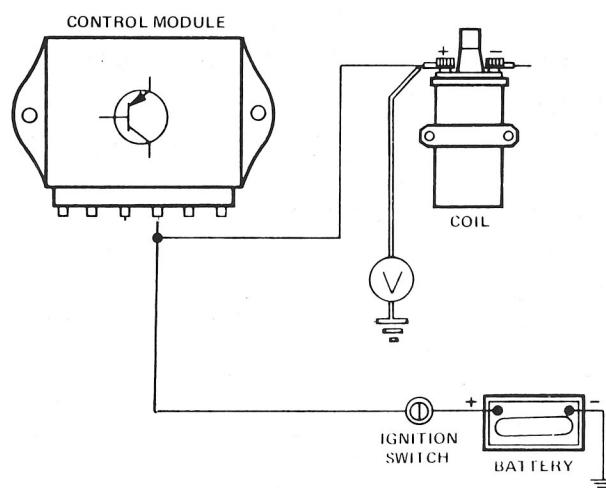 CONTROL MODULE
+ −
COIL
V
+ −
IGNITION
SWITCH
BATTERY